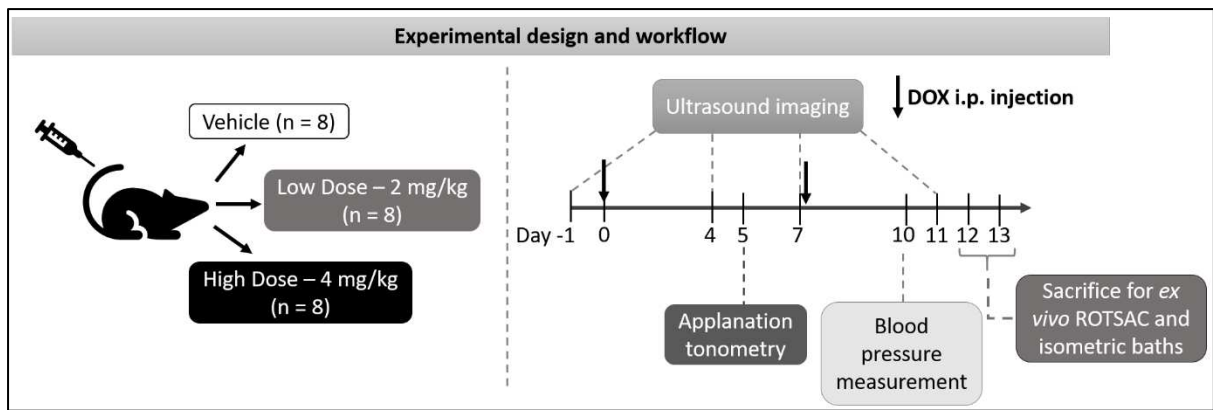 Experimental design and workflow
Vehicle (n = 8)
Low Dose – 2 mg/kg
(n = 8)
High Dose – 4 mg/kg
(n = 8)
Ultrasound imaging
DOX i.p. injection
Day -1 0 4 5 7 10 11 12 13
Applanation
tonometry
Blood
pressure
measurement
Sacrifice for ex
vivo ROTSAC and
isometric baths